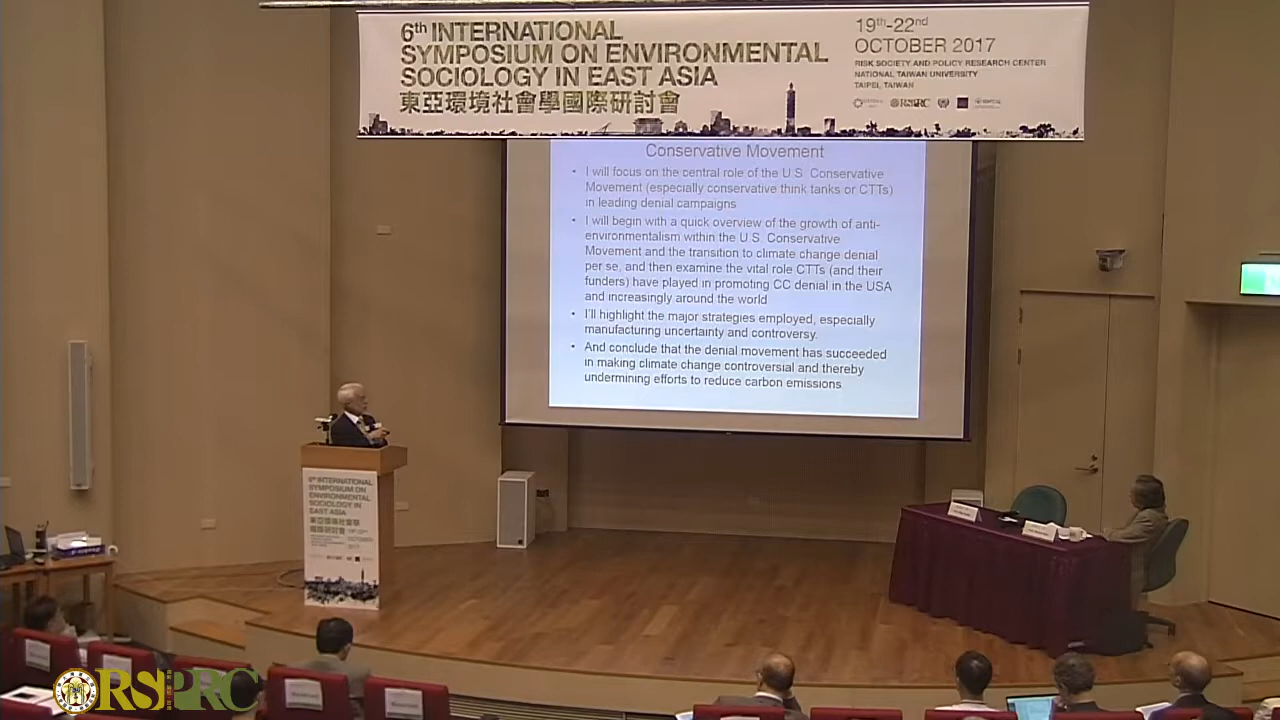 6th INTERNATIONAL
SYMPOSIUM ON ENVIRONMENTAL
SOCIOLOGY IN EAST ASIA
東亞環境社會學國際研討會
19th-22nd
OCTOBER 2017
RISK SOCIETY AND POLICY RESEARCH CENTER
NATIONAL TAIWAN UNIVERSITY
TAIPEI, TAIWAN
RSPRC
Conservative Movement
• I will focus on the central role of the U.S. Conservative
Movement (especially conservative think tanks or CTTs)
in leading denial campaigns
• I will begin with a quick overview of the growth of anti-
environmentalism within the U.S. Conservative
Movement and the transition to climate change denial
per se, and then examine the vital role CTTs (and their
funders) have played in promoting CC denial in the USA
and increasingly around the world
• I'll highlight the major strategies employed, especially
manufacturing uncertainty and controversy.
• And conclude that the denial movement has succeeded
in making climate change controversial and thereby
undermining efforts to reduce carbon emissions
6th INTERNATIONAL
SYMPOSIUM ON
ENVIRONMENTAL
SOCIOLOGY IN
EAST ASIA
東亞環境社會學
國際研討會
OCTOBER
2017
RSPRC